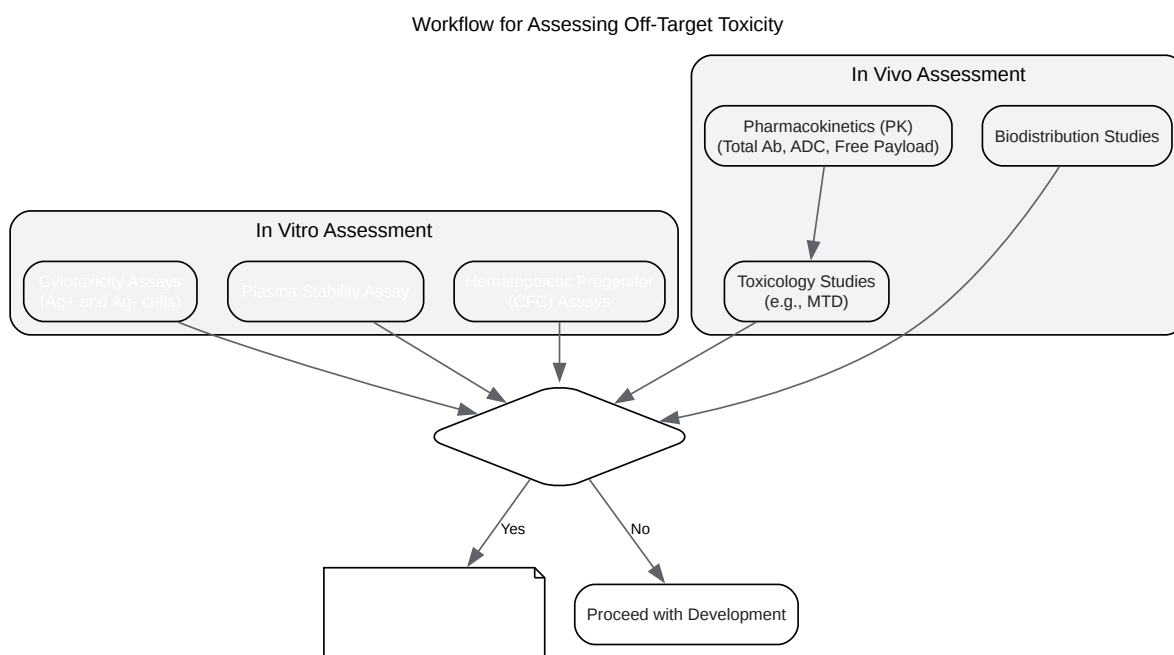 Workflow for Assessing Off-Target Toxicity
In Vivo Assessment
Pharmacokinetics (PK)
(Total Ab, ADC, Free Payload)
Biodistribution Studies
In Vitro Assessment
Cytotoxicity Assays
(Ag+ and Ag- cells)
Plasma Stability Assay
Hematopoietic Progenitor
(CFC) Assays
Toxicology Studies
(e.g., MTD)
Yes
No
Proceed with Development